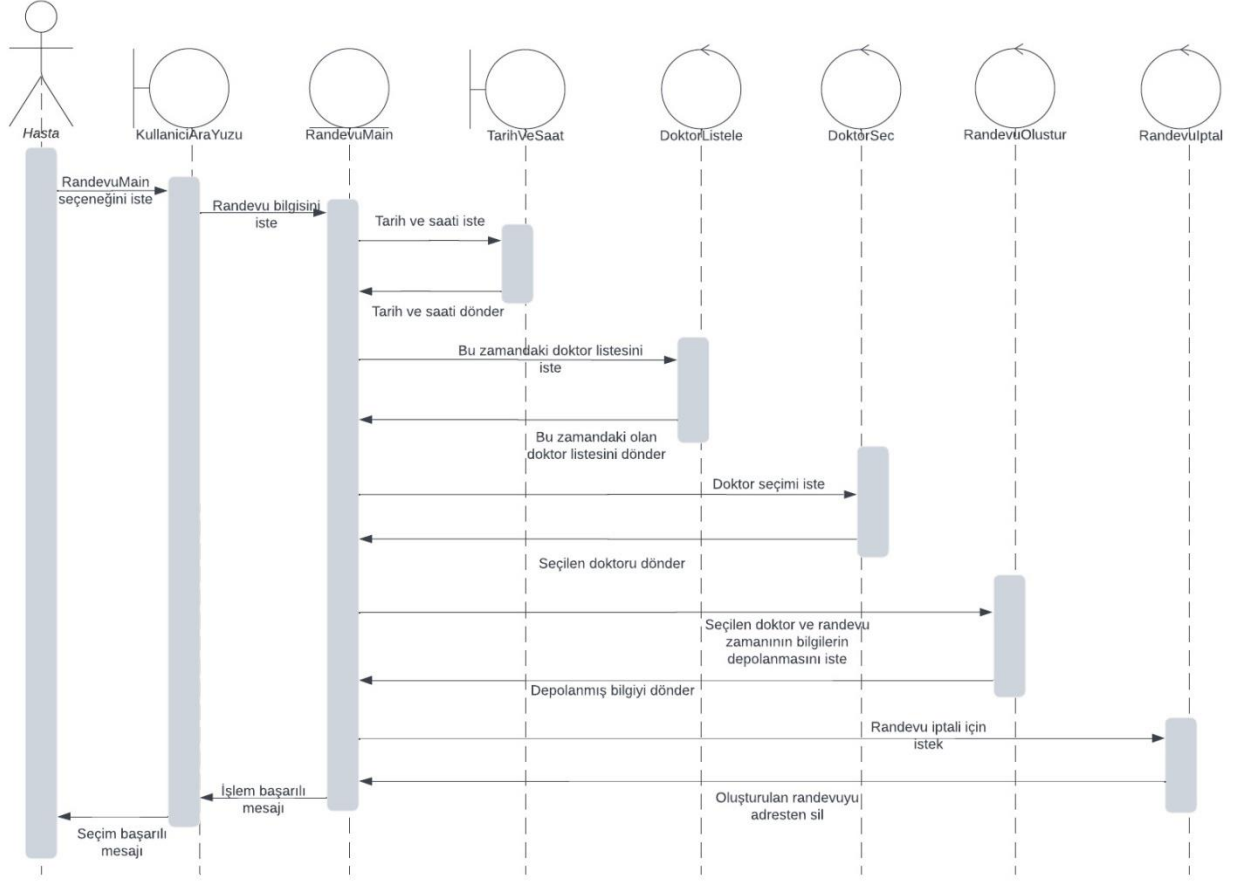 Hasta
KullaniciAraYuzu
RandevuMain
TarihVeSaat
DoktorListele
DoktorSec
RandevuOlustur
RandevuIptal
RandevuMain
seçeneğini iste
Randevu bilgisini
iste
Tarih ve saati iste
Tarih ve saati dönder
Bu zamandaki doktor listesini
iste
Bu zamandaki olan
doktor listesini dönder
Doktor seçimi iste
Seçilen doktoru dönder
Seçilen doktor ve randevu
zamanının bilgilerin
depolanmasını iste
Depolanmış bilgiyi dönder
Randevu iptali için
istek
Oluşturulan randevuyu
adresten sil
İşlem başarılı
mesajı
Seçim başarılı
mesajı